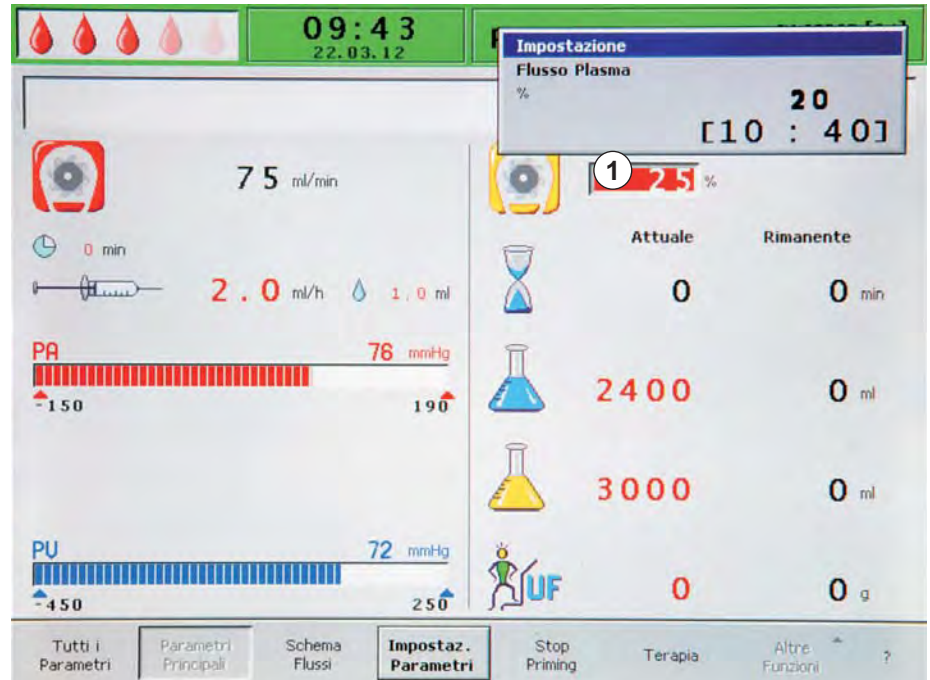 09:43
22.03.12
Impostazione
Flusso Plasma
%
20
[10 : 40]
75 ml/min
1
25 %
0 min
Attuale Rimanente
2.0 ml/h 1.0 ml
0 0 min
PA 76 mmHg
-150 190
2400 0 ml
3000 0 ml
PV 72 mmHg
-450 250
UF 0 0 g
Tutti i Parametri
Parametri Principali
Schema Flussi
Impostaz. Parametri
Stop Priming
Terapia
Altre Funzioni
?